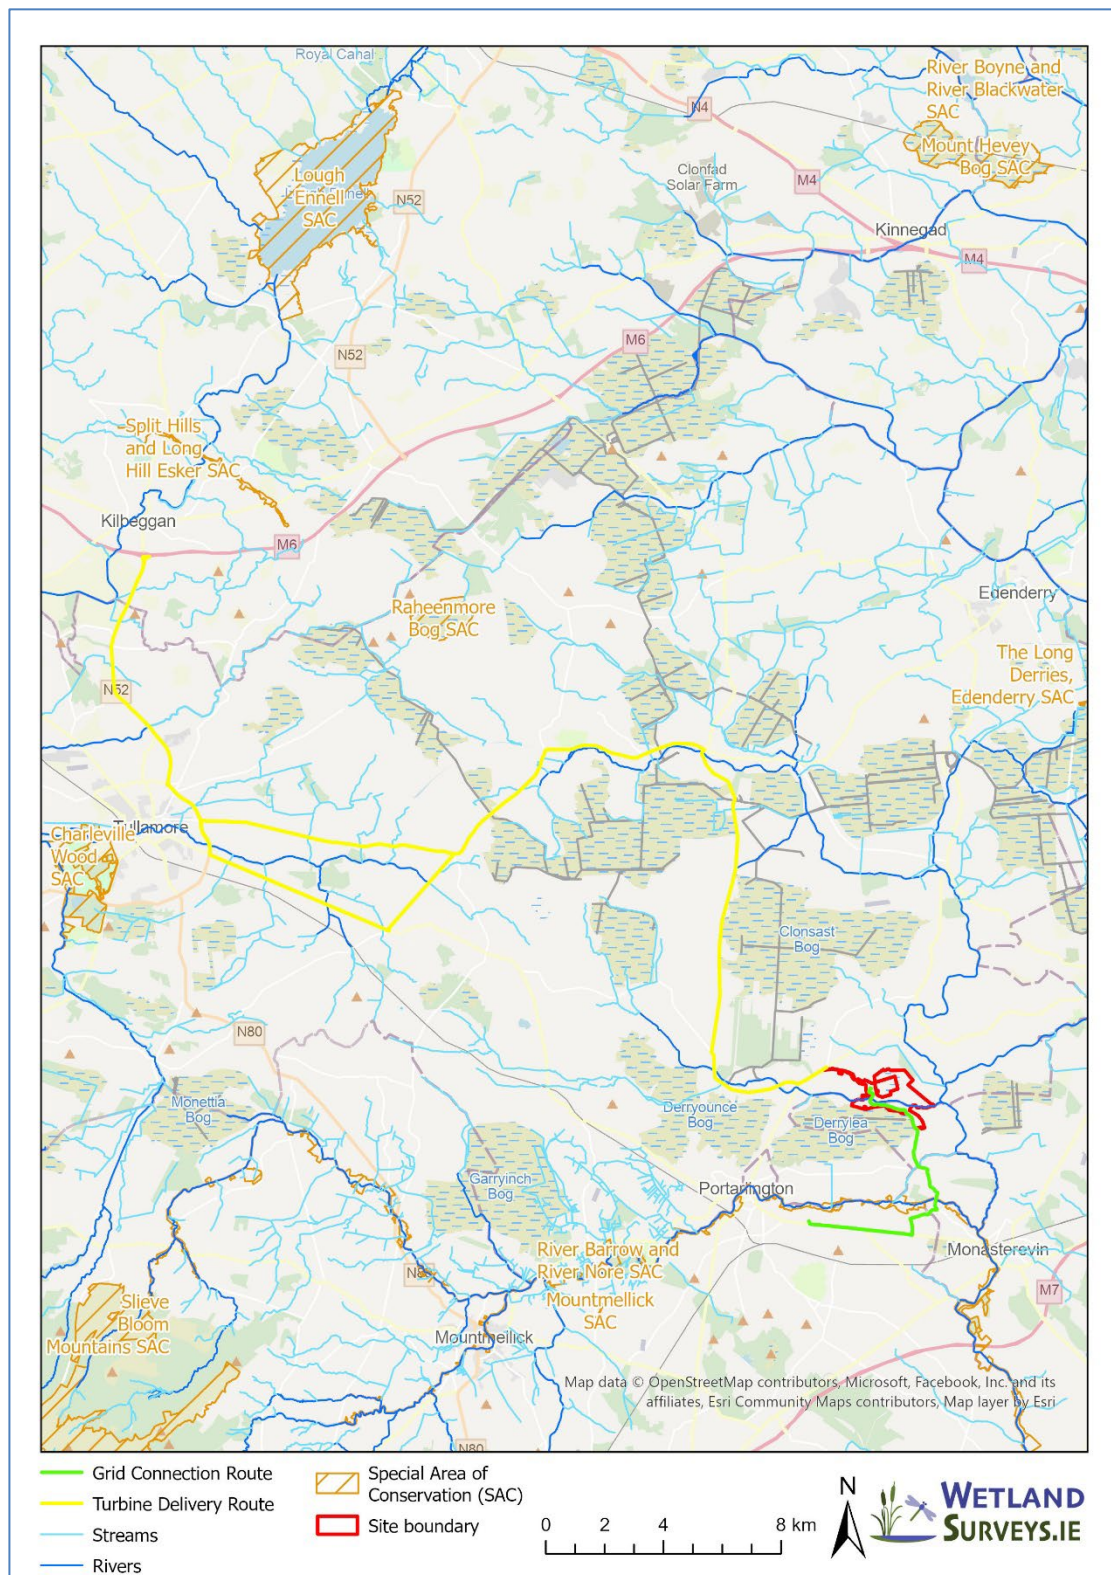 Royal Canal
River Boyne and
River Blackwater
SAC
N4
Mount Hevey
Bog SAC
Clonfad
Solar Farm
M4
Lough
Ennell
SAC
N52
Kinnegad
M4
M6
N52
Split Hills
and Long
Hill Esker SAC
Kilbeggan
M6
Edenderry
Raheenmore
Bog SAC
The Long
Derries,
Edenderry SAC
N52
Tullamore
Charleville
Wood
SAC
Clonsast
Bog
N80
Monettia
Bog
Derryounce
Bog
Derrylea
Bog
Garryinch
Bog
Portarlington
River Barrow and
River Nore SAC
Monasterevin
Mountmellick
SAC
M7
Slieve
Bloom
Mountains SAC
Mountmellick
Map data © OpenStreetMap contributors, Microsoft, Facebook, Inc. and its
affiliates, Esri Community Maps contributors, Map layer by Esri
N80
Grid Connection Route
Turbine Delivery Route
Streams
Rivers
Special Area of
Conservation (SAC)
Site boundary
0 2 4 8 km
N
WETLAND
SURVEYS.IE